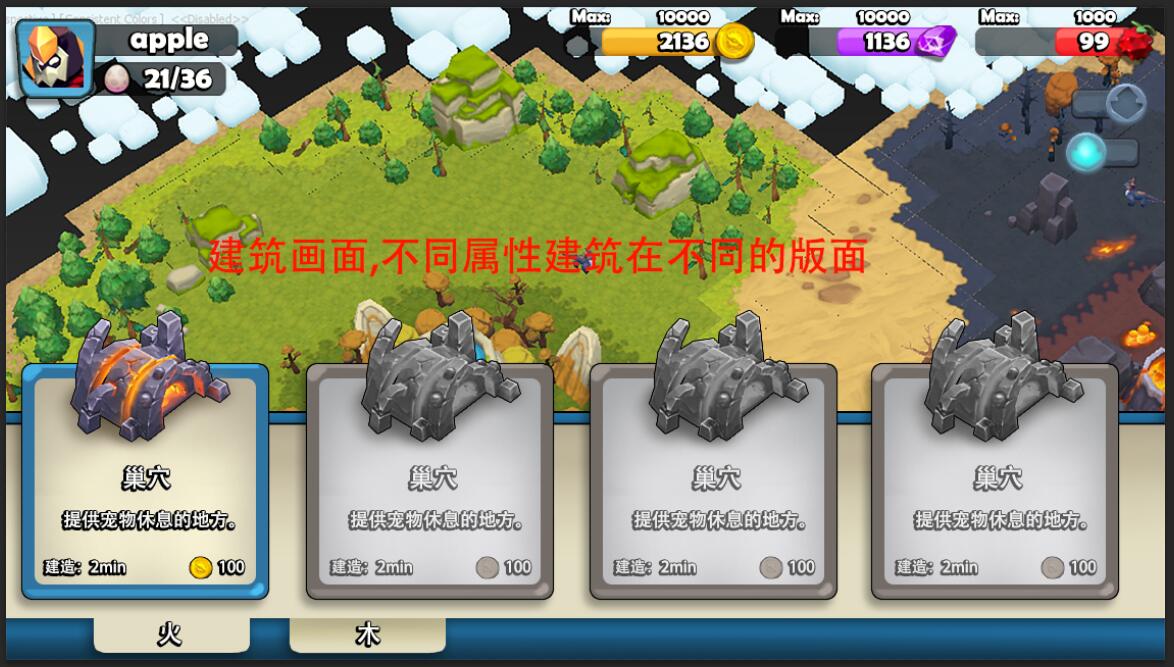 Consistent Colors ] <<Disabled>>
apple
21/36
Max: 10000
2136
Max: 10000
1136
Max: 1000
99
建筑画面,不同属性建筑在不同的版面
巢穴
提供宠物休息的地方。
建造: 2min 100
巢穴
提供宠物休息的地方。
建造: 2min 100
巢穴
提供宠物休息的地方。
建造: 2min 100
巢穴
提供宠物休息的地方。
建造: 2min 100
火
木